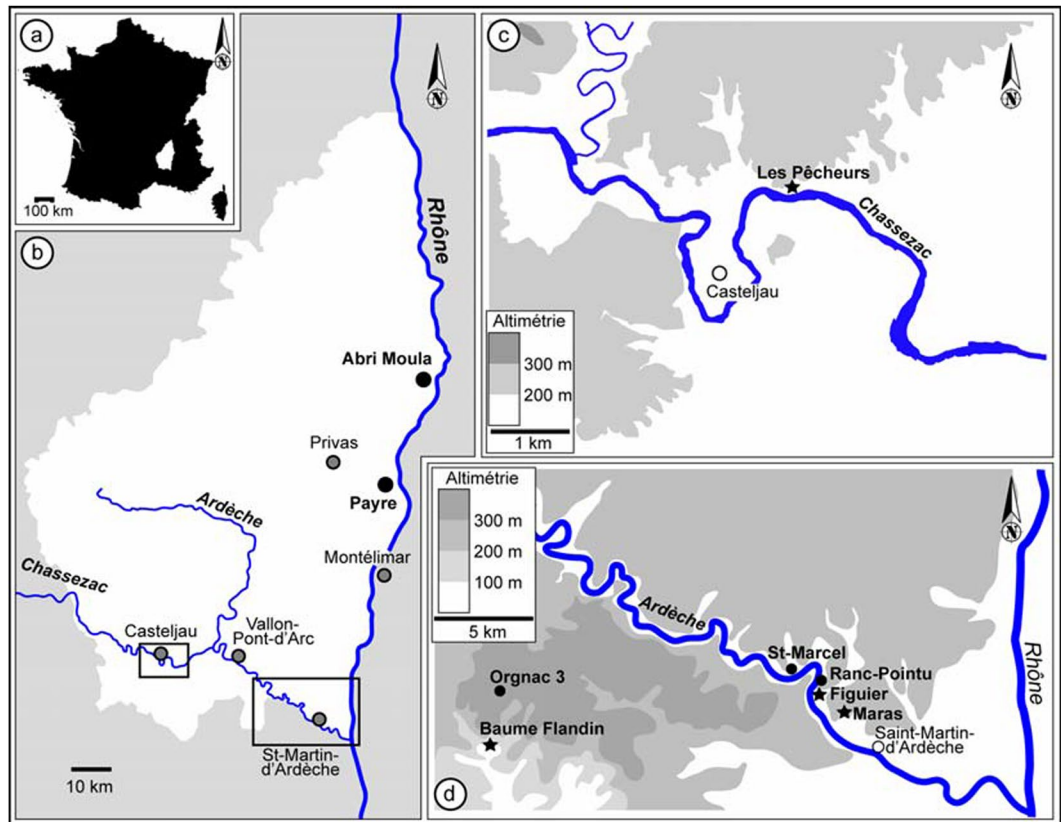 a
N
100 km
b
N
Rhône
Abri Moula
Privas
Payre
Ardèche
Montélimar
Chassezac
Casteljau
Vallon-
Pont-d'Arc
St-Martin-
d'Ardèche
10 km
c
N
Les Pêcheurs
Chassezac
Casteljau
Altimétrie
300 m
200 m
1 km
Altimétrie
300 m
200 m
100 m
5 km
N
Ardèche
St-Marcel
Ranc-Pointu
Figuier
Maras
Orgnac 3
Baume Flandin
Saint-Martin-
d'Ardèche
Rhône
d